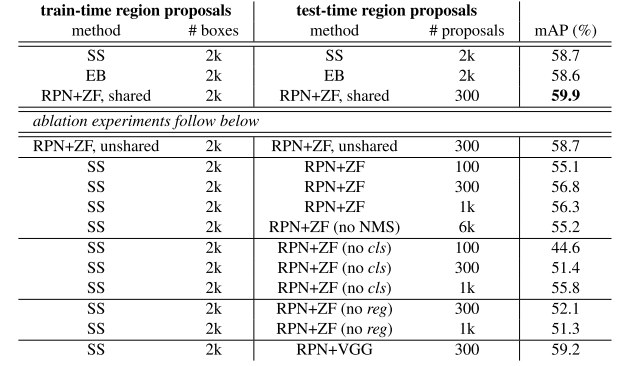 train-time region proposals test-time region proposals
method # boxes method # proposals mAP (%)
SS 2k SS 2k 58.7
EB 2k EB 2k 58.6
RPN+ZF, shared 2k RPN+ZF, shared 300 59.9
ablation experiments follow below
RPN+ZF, unshared 2k RPN+ZF, unshared 300 58.7
SS 2k RPN+ZF 100 55.1
SS 2k RPN+ZF 300 56.8
SS 2k RPN+ZF 1k 56.3
SS 2k RPN+ZF (no NMS) 6k 55.2
SS 2k RPN+ZF (no cls) 100 44.6
SS 2k RPN+ZF (no cls) 300 51.4
SS 2k RPN+ZF (no cls) 1k 55.8
SS 2k RPN+ZF (no reg) 300 52.1
SS 2k RPN+ZF (no reg) 1k 51.3
SS 2k RPN+VGG 300 59.2